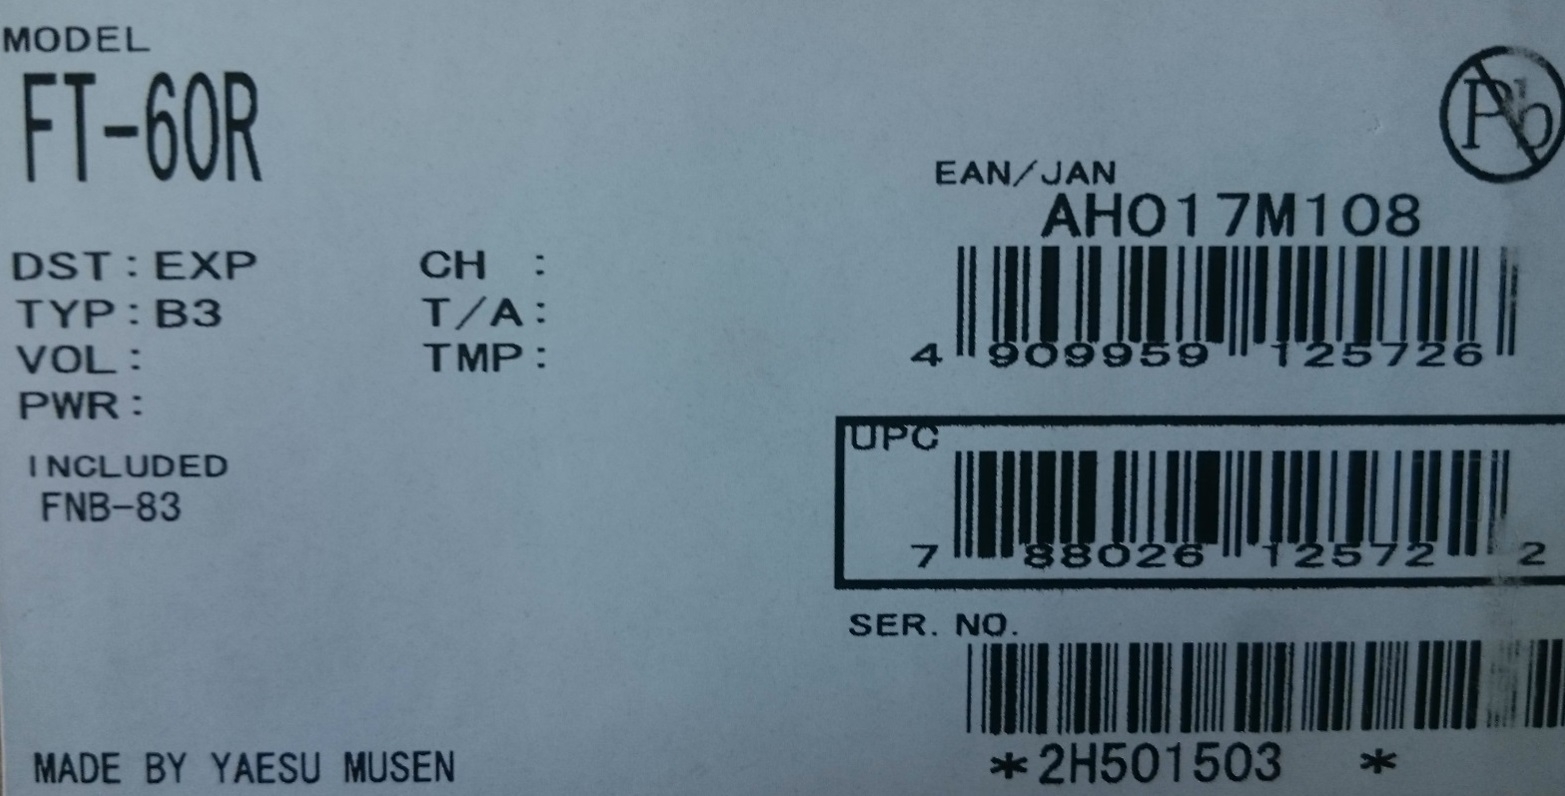 MODEL
FT-60R
Pb
EAN/JAN
AH017M108
DST:EXP CH :
TYP:B3 T/A:
VOL: TMP:
PWR:
4 909959 125726
UPC
7 88026 12572 2
INCLUDED
FNB-83
SER. NO.
*2H501503 *
MADE BY YAESU MUSEN